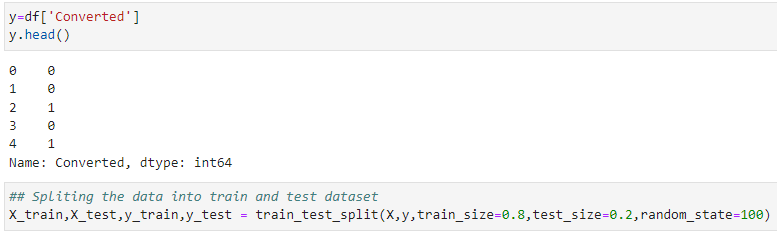 y=df['Converted']
y.head()
0    0
1    0
2    1
3    0
4    1
Name: Converted, dtype: int64
## Spliting the data into train and test dataset
X_train,X_test,y_train,y_test = train_test_split(X,y,train_size=0.8,test_size=0.2,random_state=100)